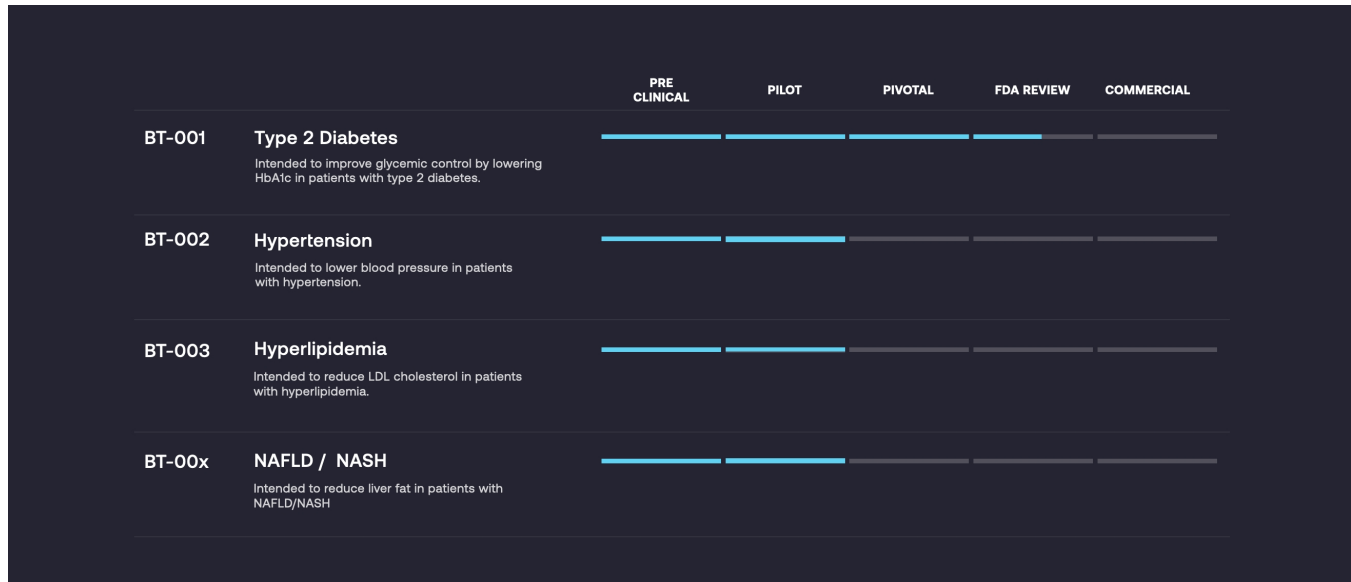 PRE
CLINICAL
PILOT
PIVOTAL
FDA REVIEW
COMMERCIAL
BT-001
Type 2 Diabetes
Intended to improve glycemic control by lowering
HbA1c in patients with type 2 diabetes.
BT-002
Hypertension
Intended to lower blood pressure in patients
with hypertension.
BT-003
Hyperlipidemia
Intended to reduce LDL cholesterol in patients
with hyperlipidemia.
BT-00x
NAFLD / NASH
Intended to reduce liver fat in patients with
NAFLD/NASH